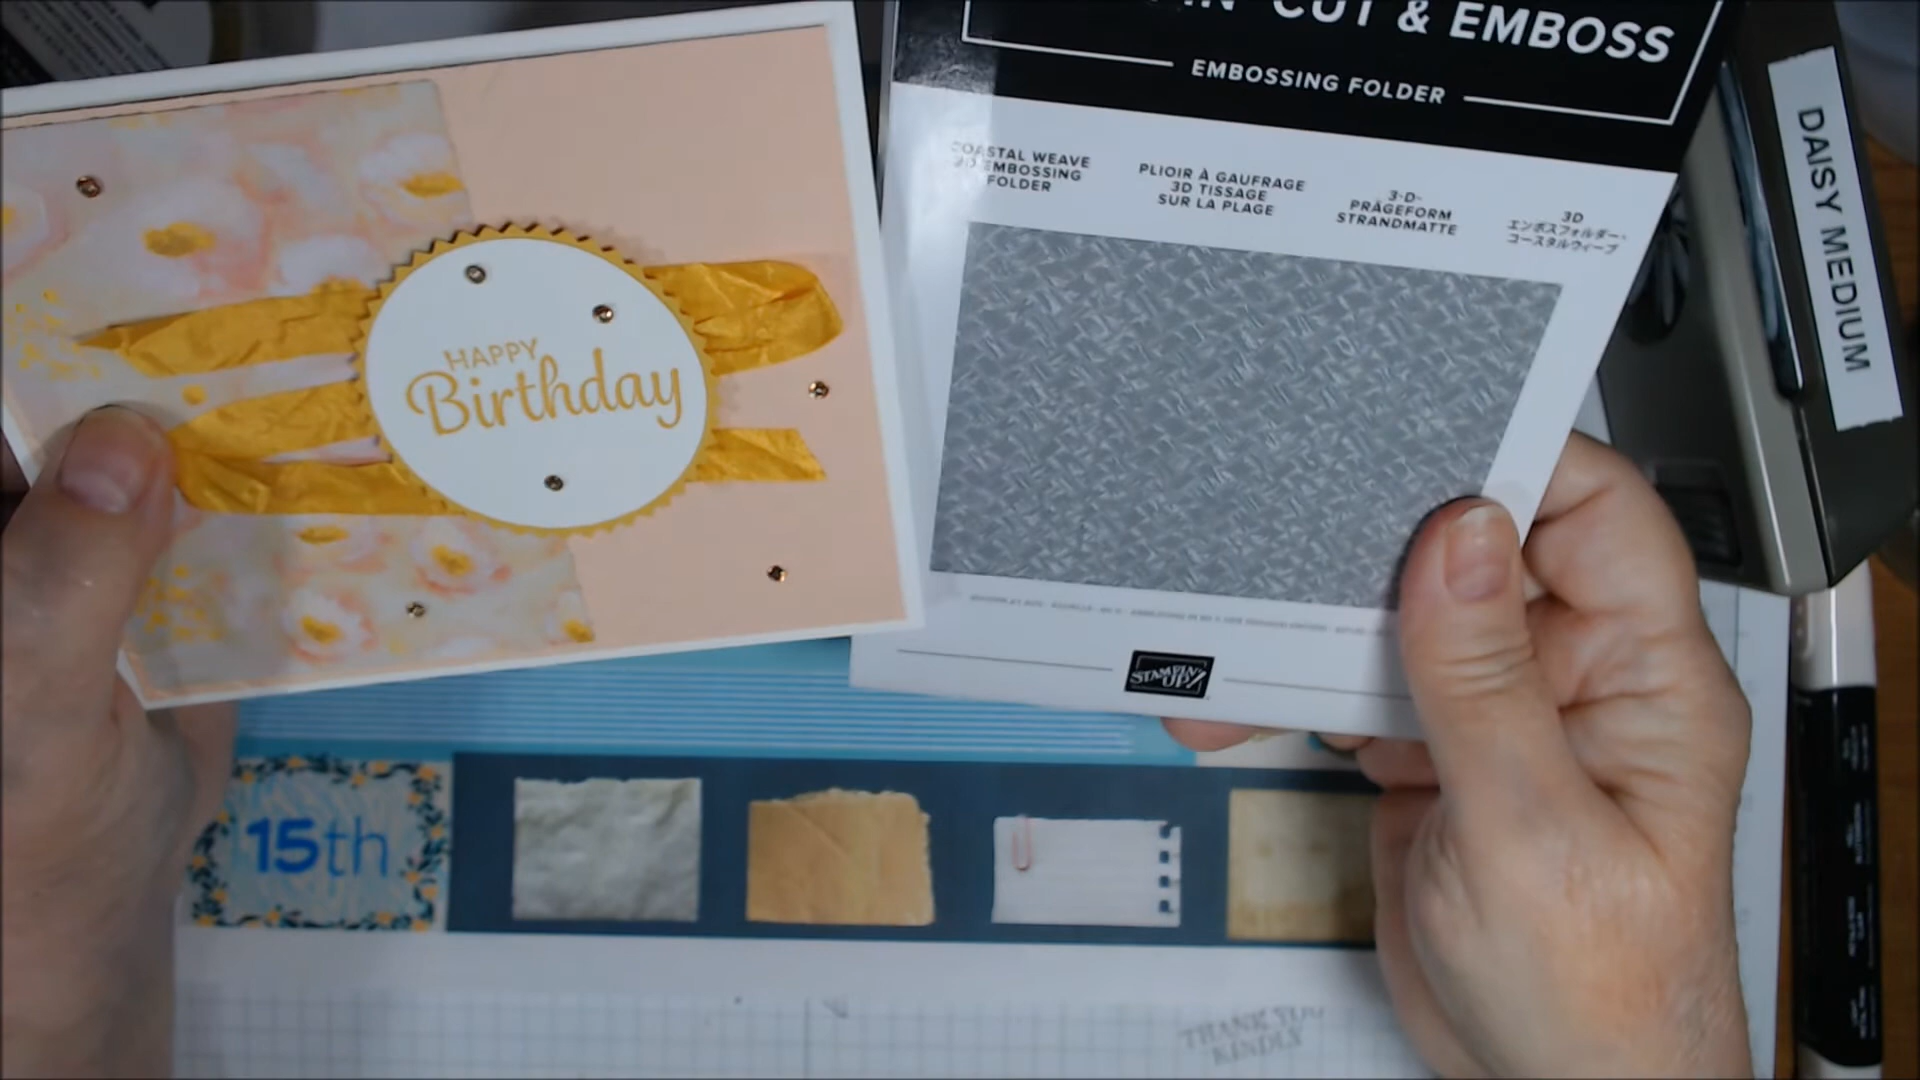 HAPPY
Birthday
CUT & EMBOSS
EMBOSSING FOLDER
COASTAL WEAVE
3D EMBOSSING
FOLDER
PLIOIR À GAUFRAGE
3D TISSAGE
SUR LA PLAGE
3-D-
PRÄGEFORM
STRANDMATTE
3D
エンボスフォルダー・
コースタルウィーブ
STAMPIN'
UP!
DAISY MEDIUM
15th
THANK YOU
KINDLY